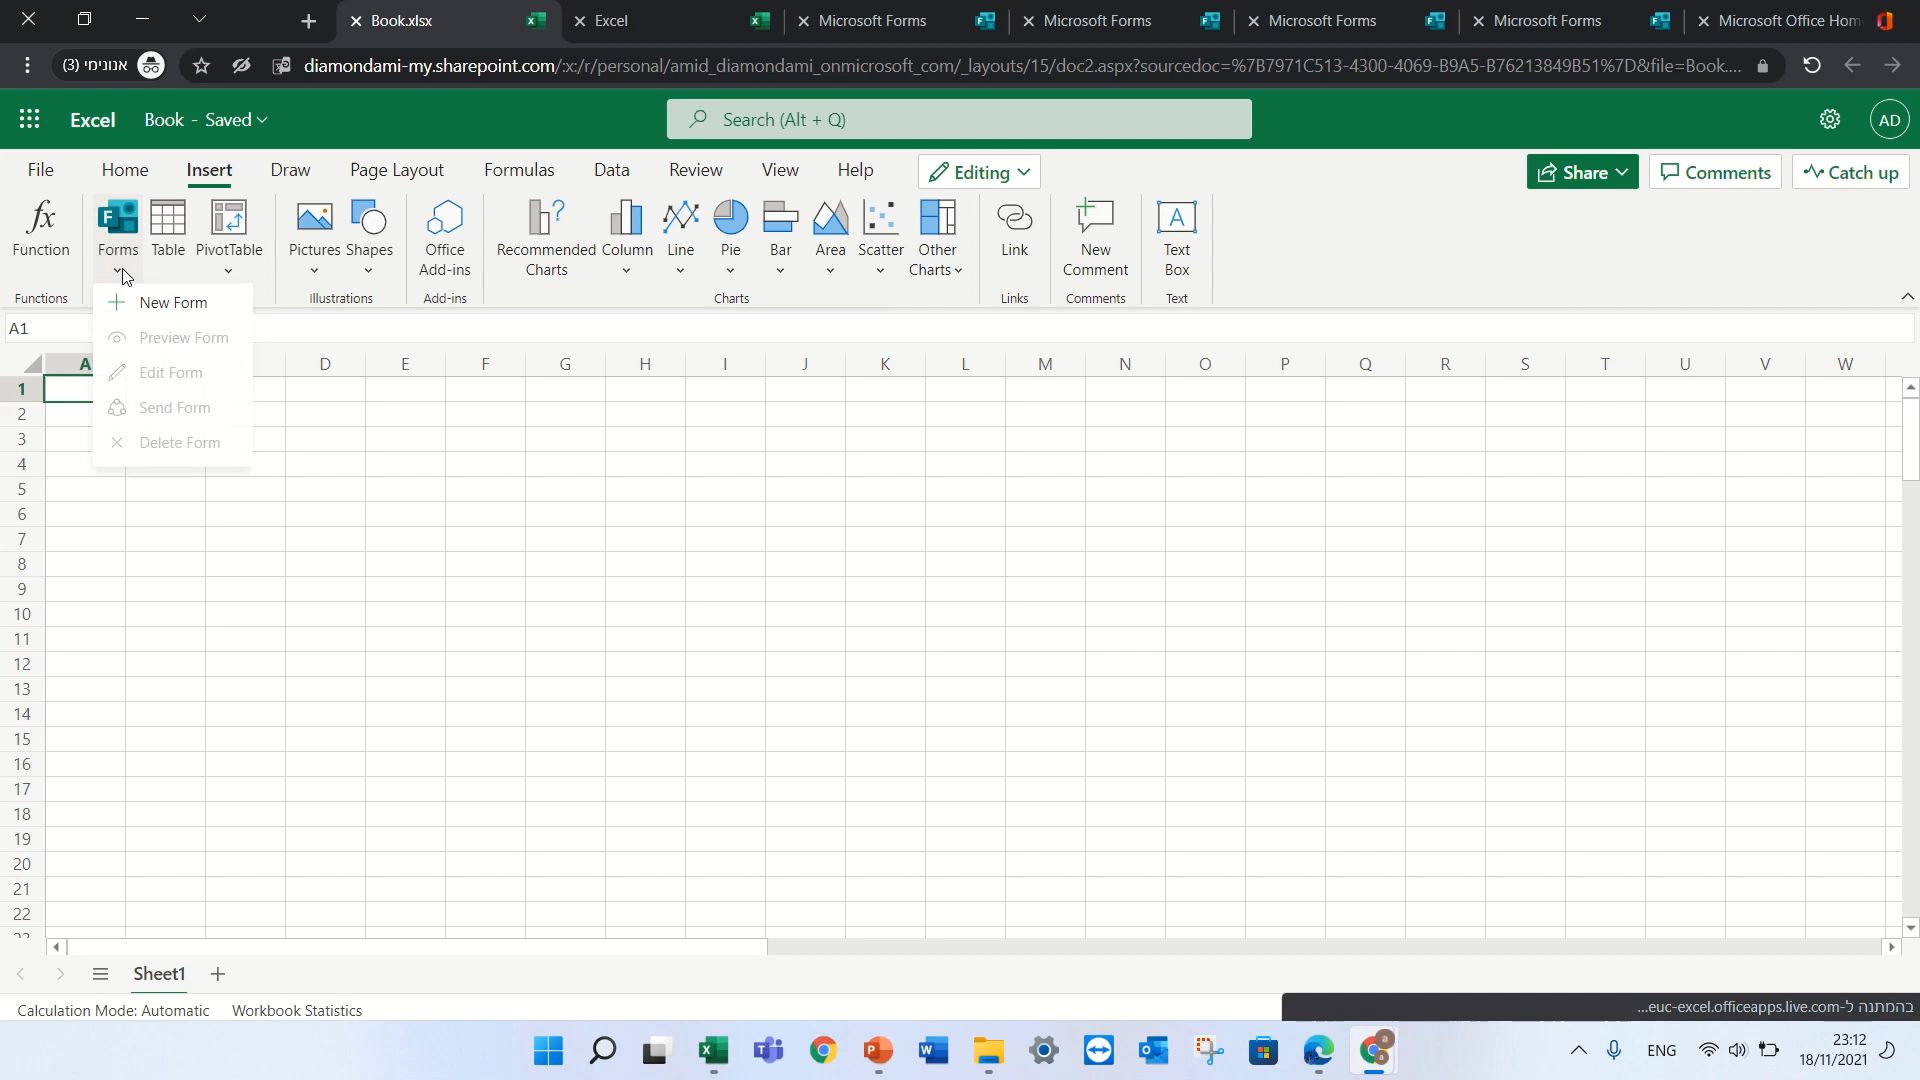 Book.xlsx
Excel
Microsoft Forms
Microsoft Forms
Microsoft Forms
Microsoft Forms
Microsoft Office Hom
אנונימי (3)
diamondami-my.sharepoint.com/:x:/r/personal/amid_diamondami_onmicrosoft_com/_layouts/15/doc2.aspx?sourcedoc=%7B7971C513-4300-4069-B9A5-B76213849B51%7D&file=Book....
Excel Book - Saved
Search (Alt + Q)
AD
File Home Insert Draw Page Layout Formulas Data Review View Help Editing Share Comments Catch up
Function
Forms
Table
PivotTable
Pictures
Shapes
Office Add-ins
Recommended Charts
Column
Line
Pie
Bar
Area
Scatter
Other Charts
Link
New Comment
A
Text Box
Functions
Illustrations
Add-ins
Charts
Links
Comments
Text
New Form
Preview Form
Edit Form
Send Form
Delete Form
A1
A D E F G H I J K L M N O P Q R S T U V W
1
2
3
4
5
6
7
8
9
10
11
12
13
14
15
16
17
18
19
20
21
22
23
Sheet1
Calculation Mode: Automatic Workbook Statistics
בהמתנה ל-euc-excel.officeapps.live.com...
ENG
23:12
18/11/2021